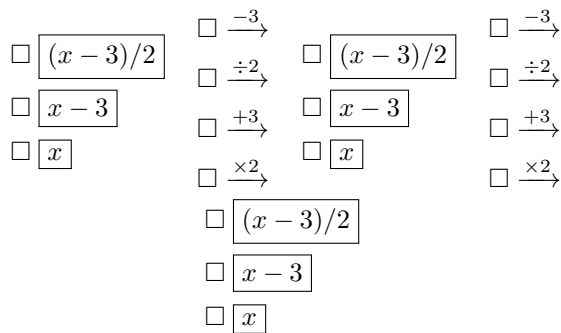 ☐ (x − 3)/2
☐ x − 3
☐ x
☐ −3→
☐ ÷2→
☐ +3→
☐ ×2→
☐ (x − 3)/2
☐ x − 3
☐ x
☐ −3→
☐ ÷2→
☐ +3→
☐ ×2→
☐ (x − 3)/2
☐ x − 3
☐ x